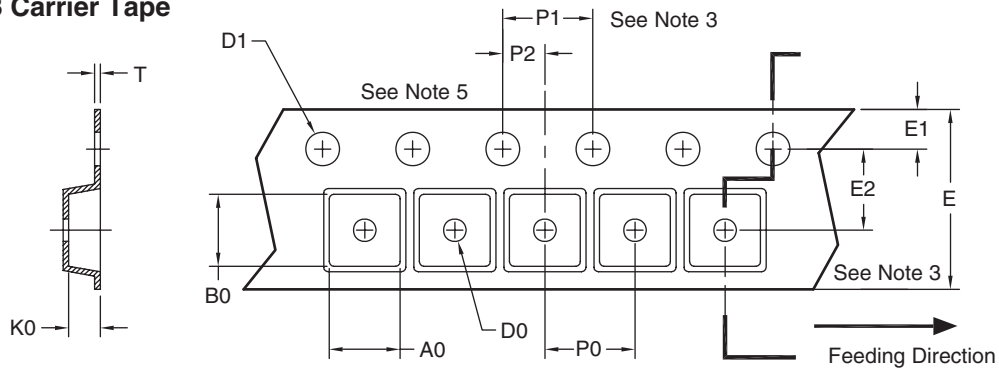 Carrier Tape
P1
See Note 3
D1
P2
T
See Note 5
E1
E2
E
B0
See Note 3
K0
A0
D0
P0
Feeding Direction